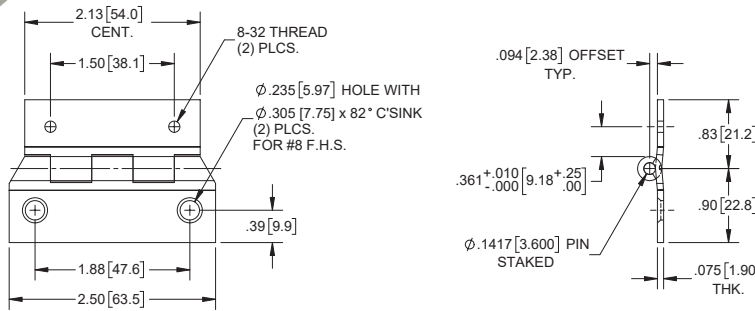 2.13[54.0]
CENT.
1.50[38.1]
8-32 THREAD
(2) PLCS.
Ø.235[5.97] HOLE WITH
Ø.305 [7.75] x 82° C'SINK
(2) PLCS.
FOR #8 F.H.S.
.39[9.9]
1.88[47.6]
2.50[63.5]
.094[2.38] OFFSET
TYP.
.83[21.2]
.361 +.010 -.000 [9.18 +.25 .00]
.90[22.8]
Ø.1417[3.600] PIN
STAKED
.075[1.90
THK.